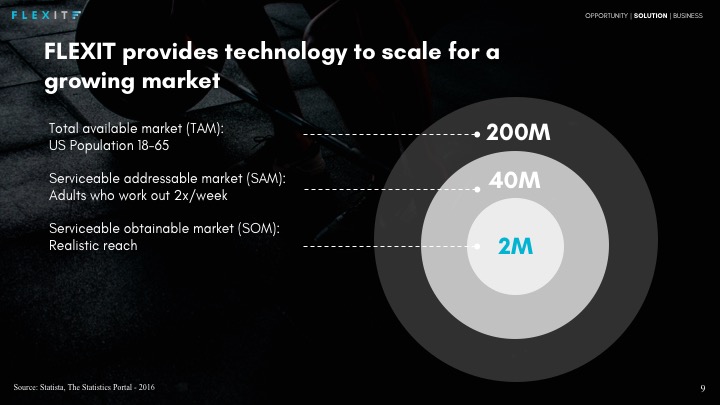 FLEXIT
OPPORTUNITY | SOLUTION | BUSINESS
FLEXIT provides technology to scale for a
growing market
Total available market (TAM):
US Population 18-65
200M
Serviceable addressable market (SAM):
Adults who work out 2x/week
40M
Serviceable obtainable market (SOM):
Realistic reach
2M
Source: Statista, The Statistics Portal - 2016
9